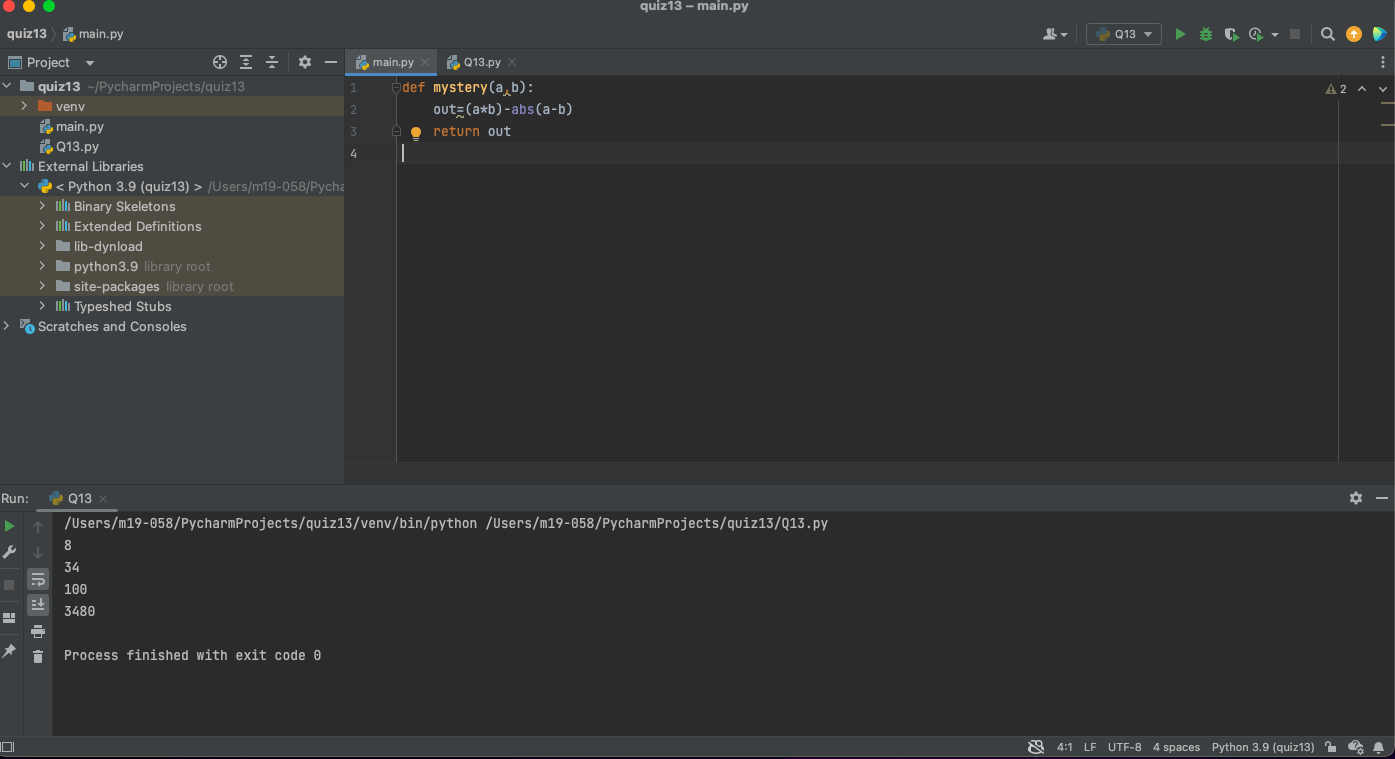 quiz13 – main.py
quiz13 main.py
Q13
Project
main.py
Q13.py
quiz13 ~/PycharmProjects/quiz13
venv
main.py
Q13.py
External Libraries
< Python 3.9 (quiz13) > /Users/m19-058/Pycha
Binary Skeletons
Extended Definitions
lib-dynload
python3.9 library root
site-packages library root
Typeshed Stubs
Scratches and Consoles
1 def mystery(a,b):
2
2 out=(a*b)-abs(a-b)
3 return out
4
Run: Q13
/Users/m19-058/PycharmProjects/quiz13/venv/bin/python /Users/m19-058/PycharmProjects/quiz13/Q13.py
8
34
100
3480
Process finished with exit code 0
4:1 LF UTF-8 4 spaces Python 3.9 (quiz13)